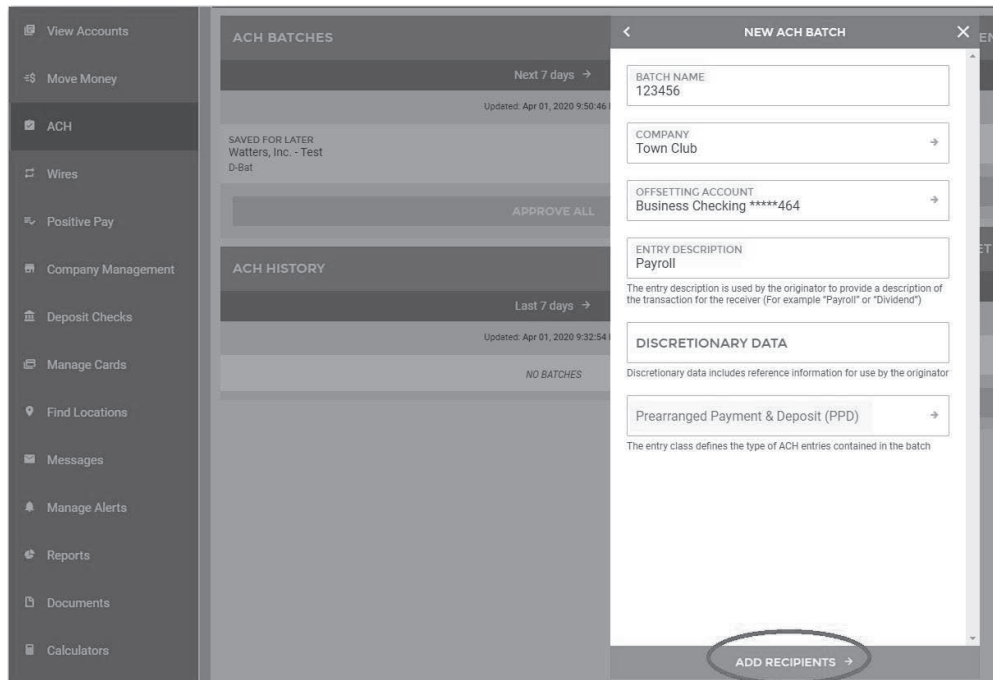 View Accounts
Move Money
ACH
Wires
Positive Pay
Company Management
Deposit Checks
Manage Cards
Find Locations
Messages
Manage Alerts
Reports
Documents
Calculators
ACH BATCHES
Next 7 days →
Updated: Apr 01, 2020 9:50:46
SAVED FOR LATER
Watters, Inc. - Test
D-Bat
APPROVE ALL
ACH HISTORY
Last 7 days →
Updated: Apr 01, 2020 9:32:54
NO BATCHES
NEW ACH BATCH
BATCH NAME
123456
COMPANY
Town Club
OFFSETTING ACCOUNT
Business Checking *****464
ENTRY DESCRIPTION
Payroll
The entry description is used by the originator to provide a description of
the transaction for the receiver (For example "Payroll" or "Dividend")
DISCRETIONARY DATA
Discretionary data includes reference information for use by the originator
Prearranged Payment & Deposit (PPD)
The entry class defines the type of ACH entries contained in the batch
ADD RECIPIENTS →